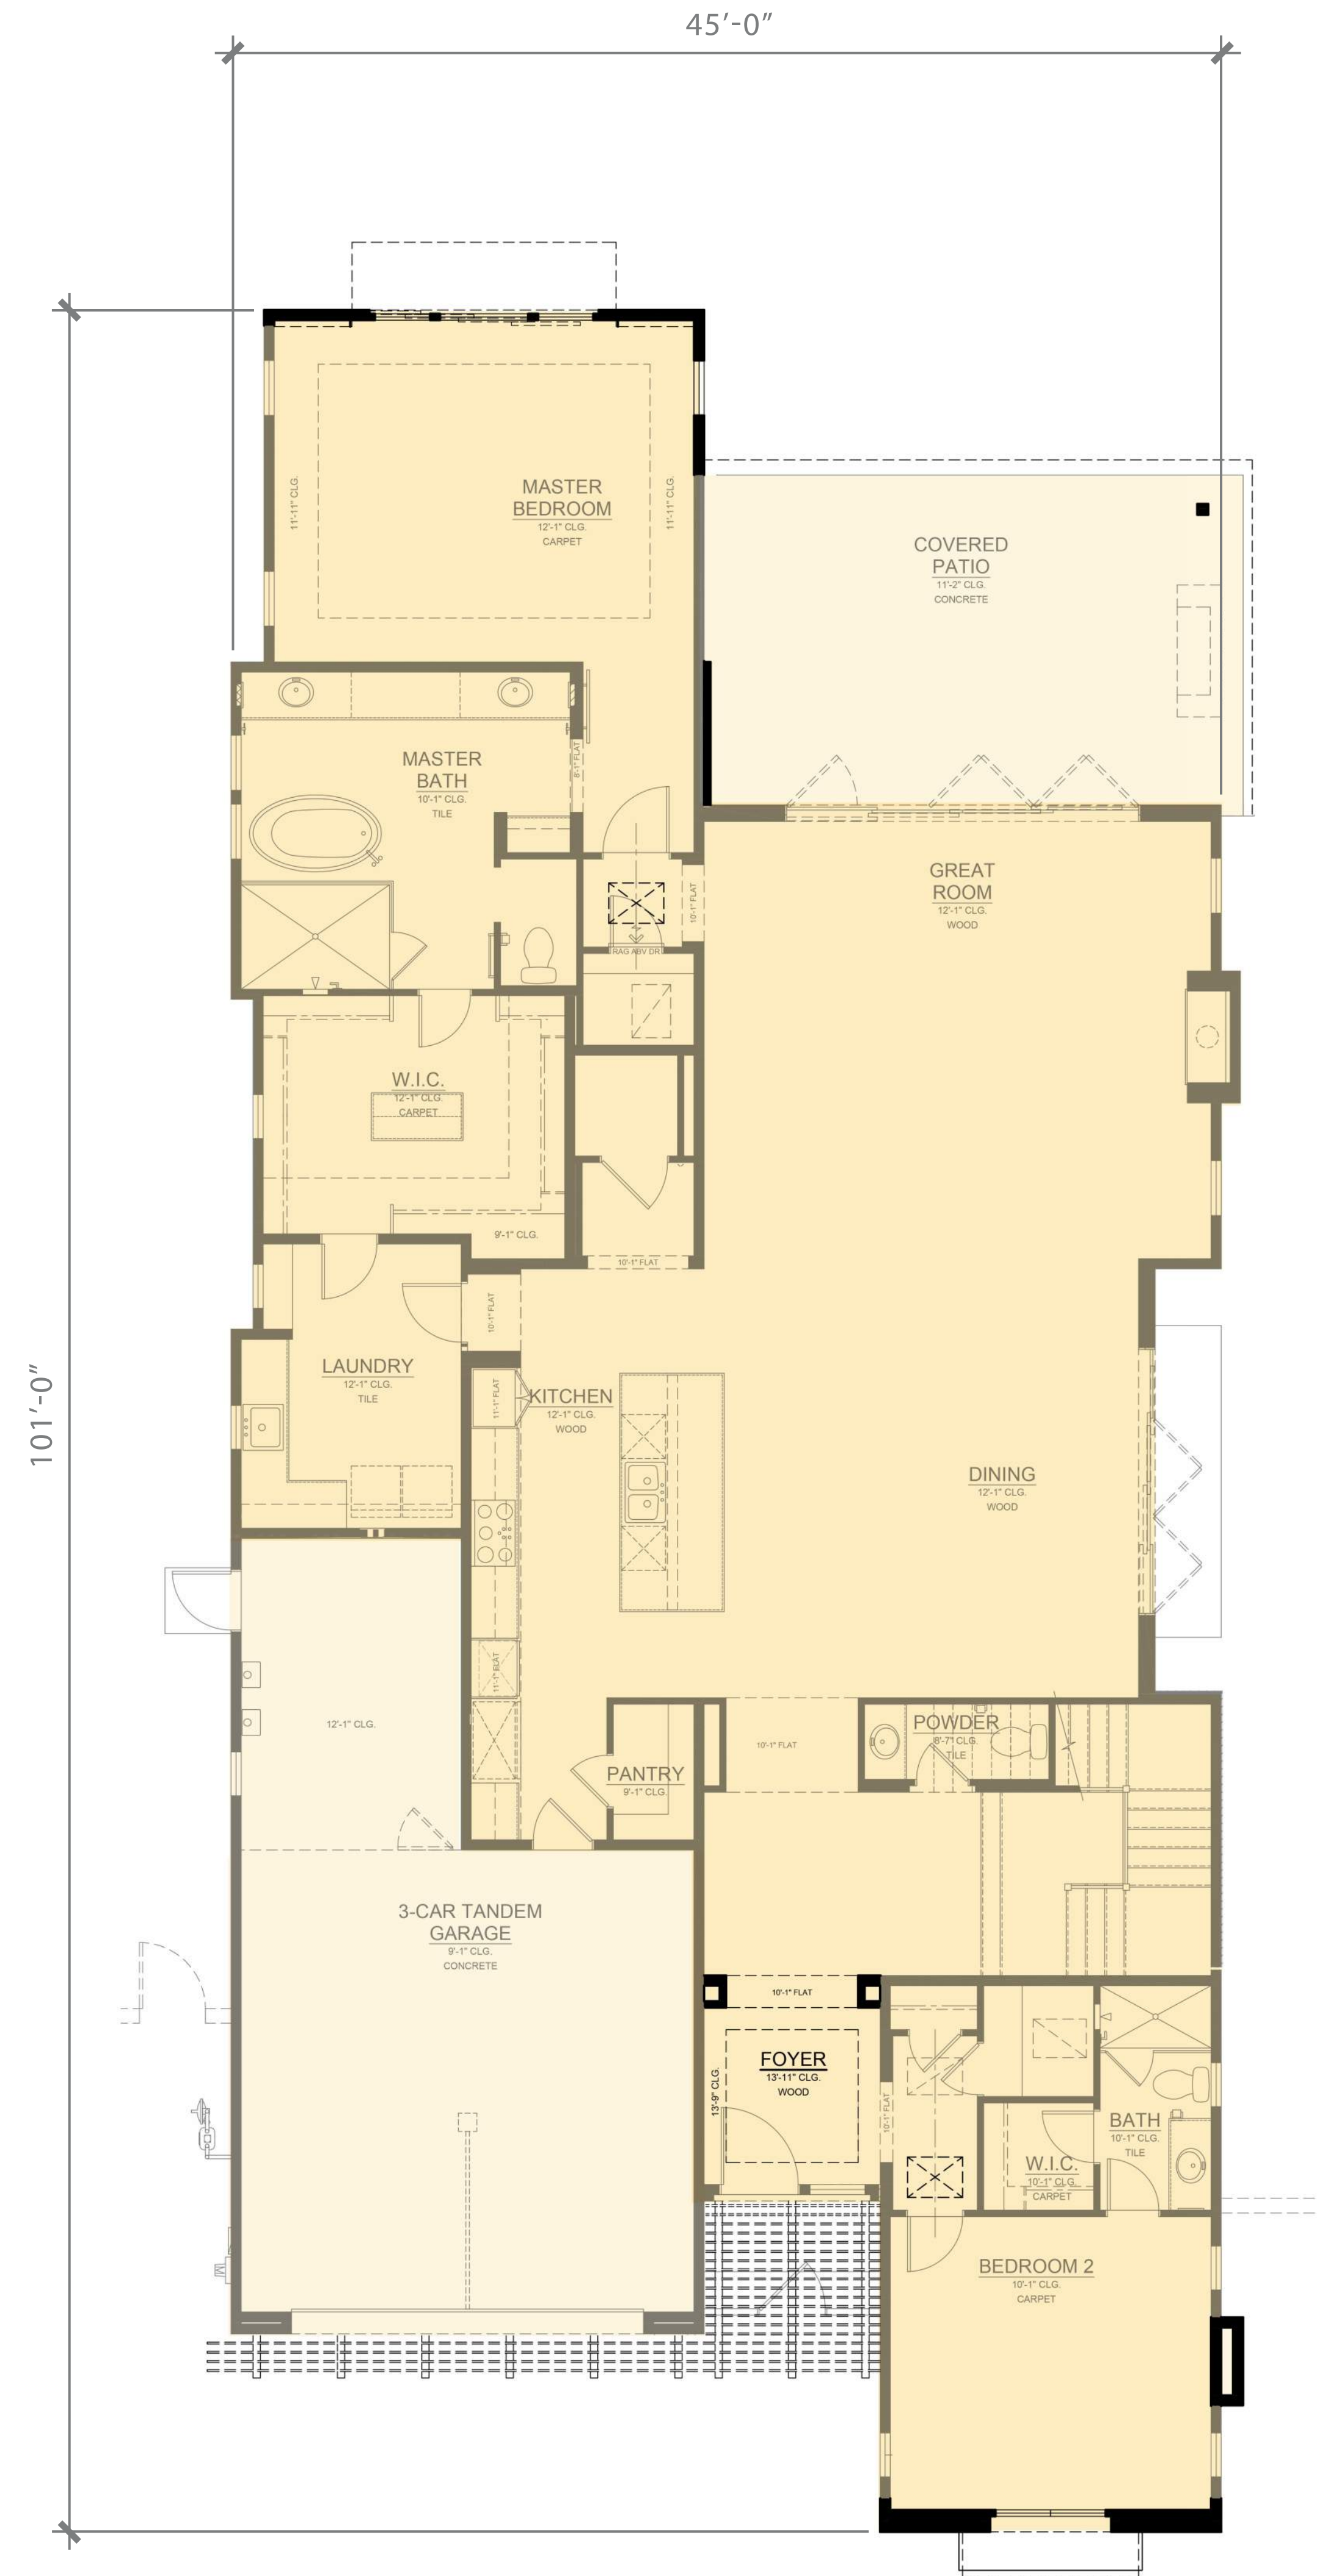 45'-0"
101'-0"
11'-11" CLG.
MASTER
BEDROOM
12'-1" CLG.
CARPET
11'-11" CLG.
COVERED
PATIO
11'-2" CLG.
CONCRETE
MASTER
BATH
10'-1" CLG.
TILE
8'-1" FLAT
GREAT
ROOM
12'-1" CLG.
WOOD
10'-1" FLAT
RAG ABV DR
W.I.C.
12'-1" CLG.
CARPET
9'-1" CLG.
10'-1" FLAT
10'-1" FLAT
LAUNDRY
12'-1" CLG.
TILE
11'-1" FLAT
KITCHEN
12'-1" CLG.
WOOD
DINING
12'-1" CLG.
WOOD
11'-1" FLAT
12'-1" CLG.
10'-1" FLAT
POWDER
8'-7" CLG.
TILE
PANTRY
9'-1" CLG.
3-CAR TANDEM
GARAGE
9'-1" CLG.
CONCRETE
10'-1" FLAT
FOYER
13'-11" CLG.
WOOD
13'-9" CLG.
10'-1" FLAT
BATH
10'-1" CLG.
TILE
W.I.C.
10'-1" CLG.
CARPET
BEDROOM 2
10'-1" CLG.
CARPET
M